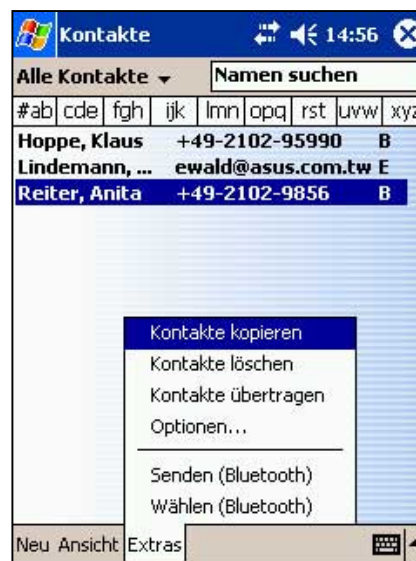 Kontakte 14:56
Alle Kontakte Namen suchen
#ab cde fgh ijk lmn opq rst uvw xyz
Hoppe, Klaus +49-2102-95990 B
Lindemann, ... ewald@asus.com.tw E
Reiter, Anita +49-2102-9856 B
Kontakte kopieren
Kontakte löschen
Kontakte übertragen
Optionen...
Senden (Bluetooth)
Wählen (Bluetooth)
Neu Ansicht Extras